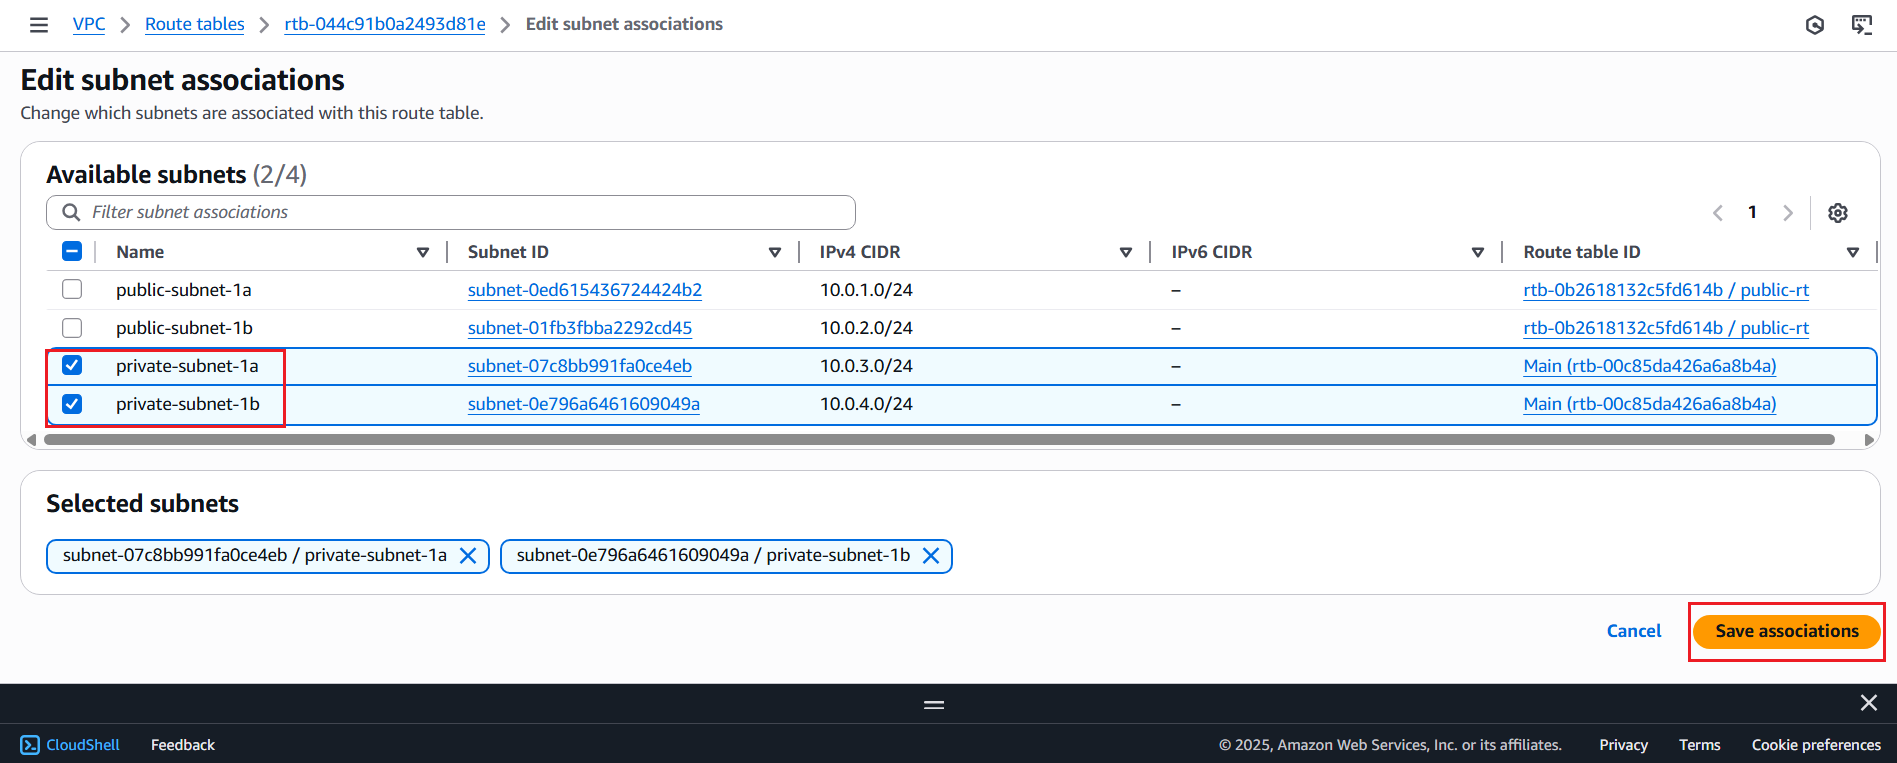 VPC > Route tables > rtb-044c91b0a2493d81e > Edit subnet associations
Edit subnet associations
Change which subnets are associated with this route table.
Available subnets (2/4)
Filter subnet associations
1
Name Subnet ID IPv4 CIDR IPv6 CIDR Route table ID
public-subnet-1a subnet-0ed615436724424b2 10.0.1.0/24 – rtb-0b2618132c5fd614b / public-rt
public-subnet-1b subnet-01fb3fbba2292cd45 10.0.2.0/24 – rtb-0b2618132c5fd614b / public-rt
private-subnet-1a subnet-07c8bb991fa0ce4eb 10.0.3.0/24 – Main (rtb-00c85da426a6a8b4a)
private-subnet-1b subnet-0e796a6461609049a 10.0.4.0/24 – Main (rtb-00c85da426a6a8b4a)
Selected subnets
subnet-07c8bb991fa0ce4eb / private-subnet-1a subnet-0e796a6461609049a / private-subnet-1b
Cancel Save associations
CloudShell Feedback © 2025, Amazon Web Services, Inc. or its affiliates. Privacy Terms Cookie preferences